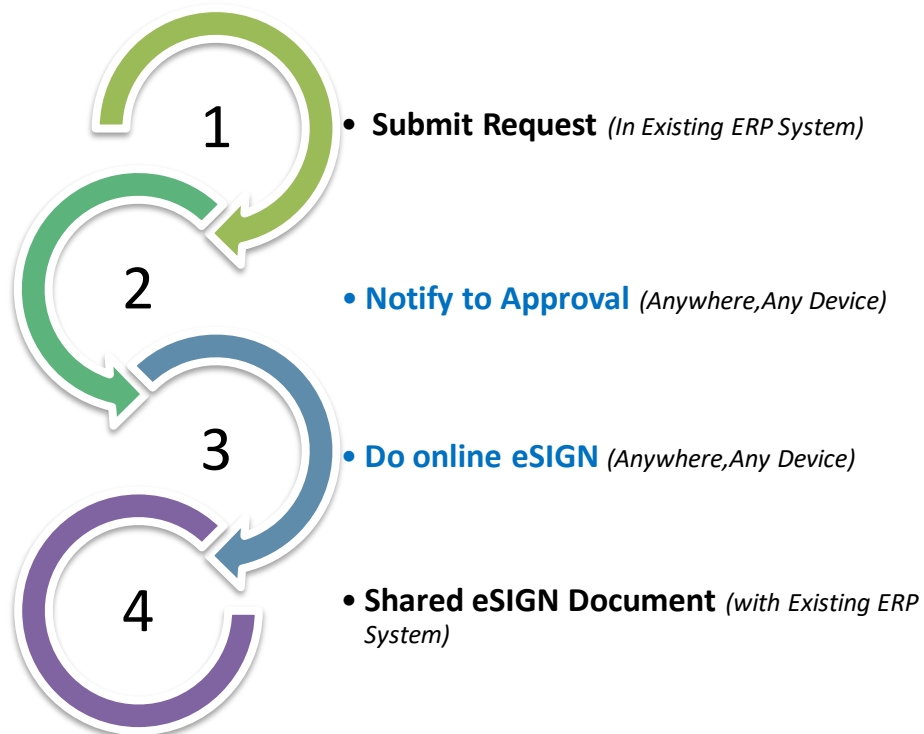 1
• Submit Request (In Existing ERP System)
2
• Notify to Approval (Anywhere,Any Device)
3
• Do online eSIGN (Anywhere,Any Device)
4
• Shared eSIGN Document (with Existing ERP
System)